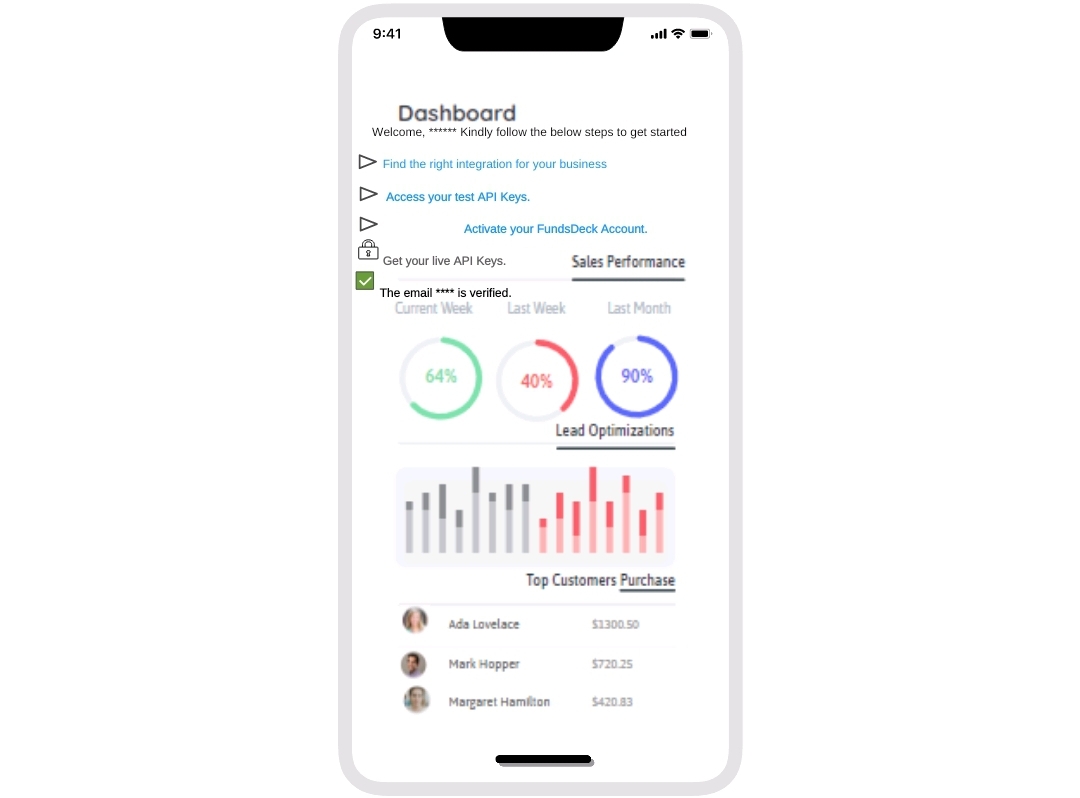 9:41
Dashboard
Welcome, ****** Kindly follow the below steps to get started
Find the right integration for your business
Access your test API Keys.
Activate your FundsDeck Account.
Get your live API Keys.
Sales Performance
The email **** is verified.
Current Week Last Week Last Month
64% 40% 90%
Lead Optimizations
Top Customers Purchase
Ada Lovelace $1300.50
Mark Hopper $720.25
Margaret Hamilton $420.83